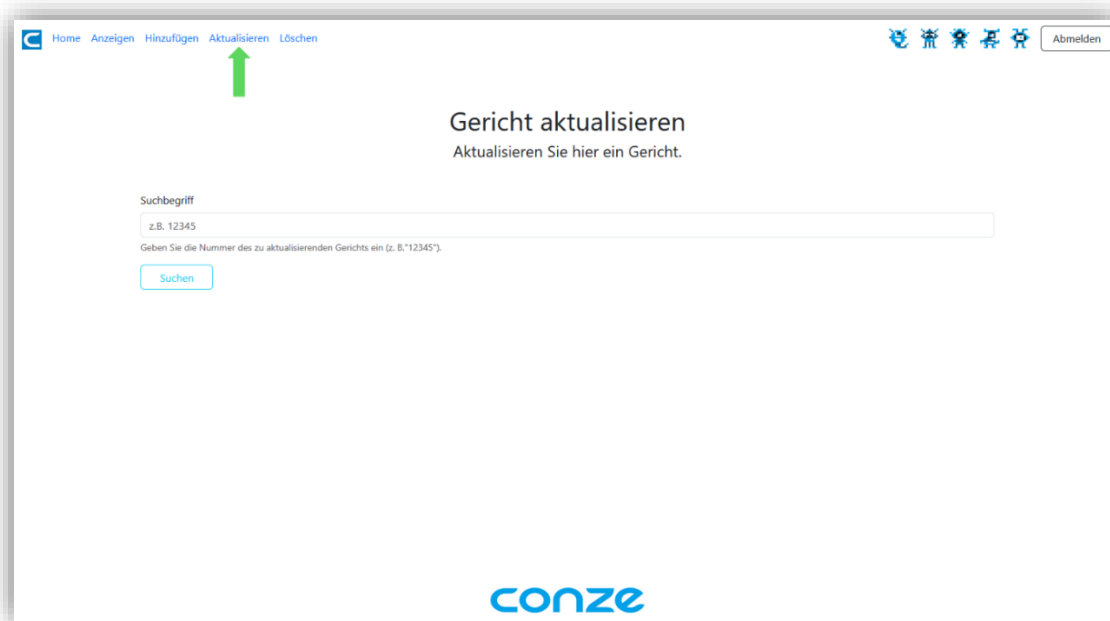 Home Anzeigen Hinzufügen Aktualisieren Löschen Abmelden
Gericht aktualisieren
Aktualisieren Sie hier ein Gericht.
Suchbegriff
z.B. 12345
Geben Sie die Nummer des zu aktualisierenden Gerichts ein (z. B."12345").
Suchen
conze